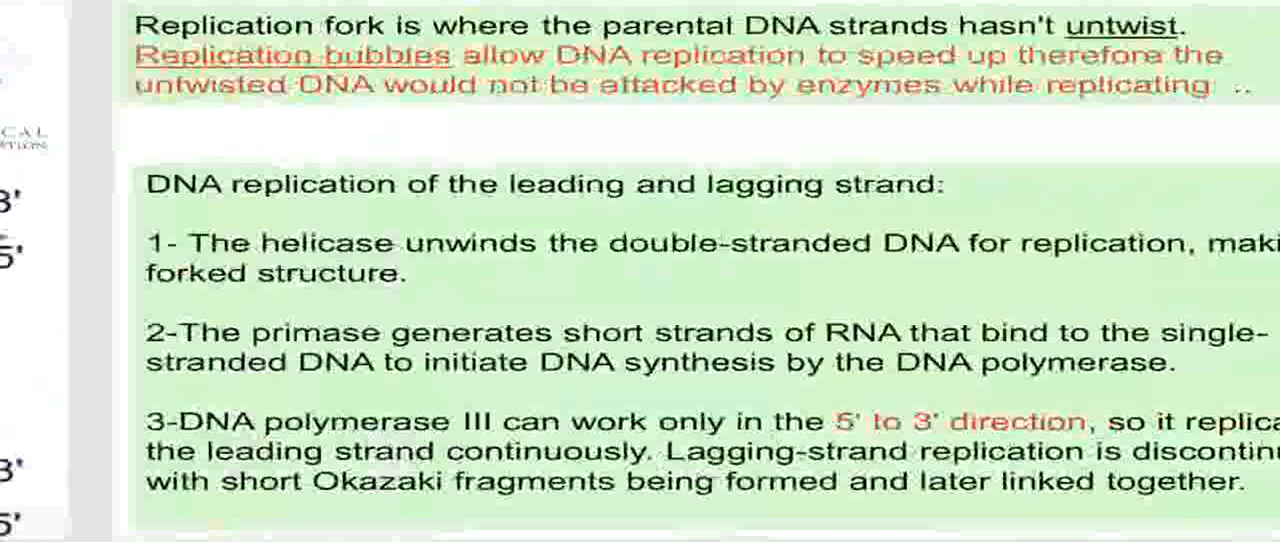 Replication fork is where the parental DNA strands hasn't untwist.
Replication bubbles allow DNA replication to speed up therefore the
untwisted DNA would not be attacked by enzymes while replicating ..
CAL
3'
5'
DNA replication of the leading and lagging strand:
1- The helicase unwinds the double-stranded DNA for replication, maki
forked structure.
2-The primase generates short strands of RNA that bind to the single-
stranded DNA to initiate DNA synthesis by the DNA polymerase.
3-DNA polymerase III can work only in the 5' to 3' direction, so it replica
the leading strand continuously. Lagging-strand replication is discontinu
with short Okazaki fragments being formed and later linked together.
3'
5'